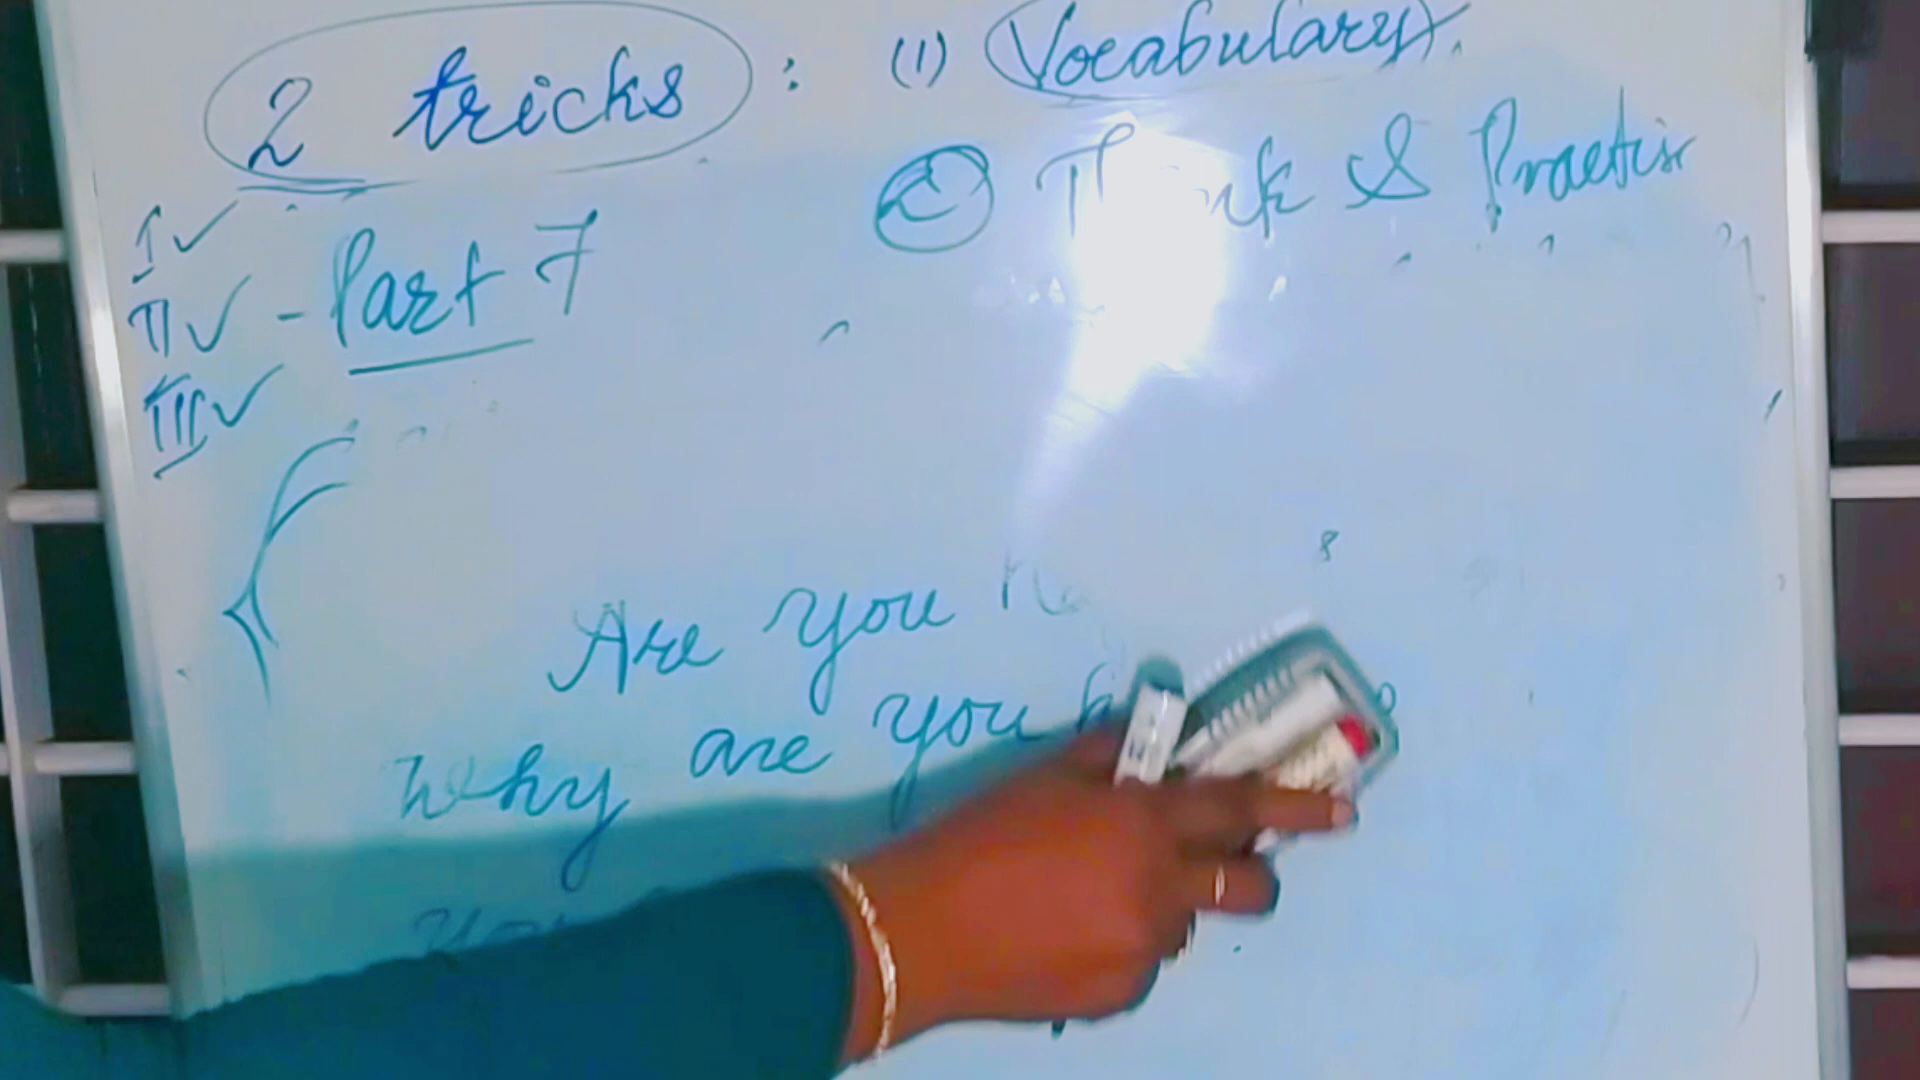 2 tricks : (1) Vocabulary.
2 Think & Practise
I ✓
II ✓ - Part 7
III ✓
Are you
Why are you